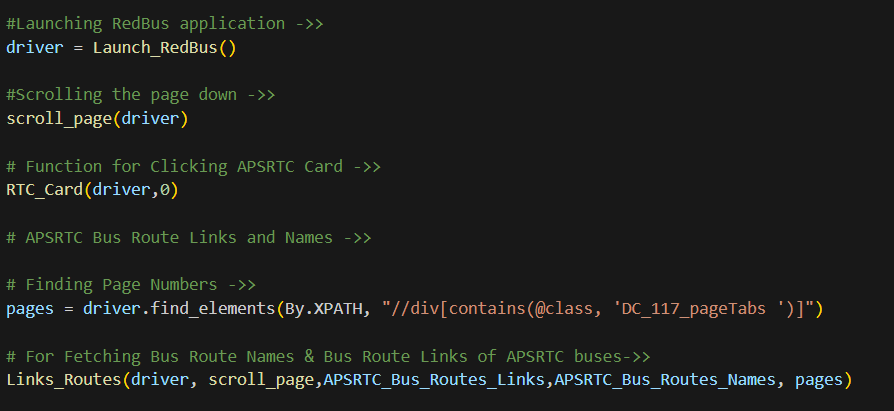 #Launching RedBus application ->>
driver = Launch_RedBus()
#Scrolling the page down ->>
scroll_page(driver)
# Function for Clicking APSRTC Card ->>
RTC_Card(driver,0)
# APSRTC Bus Route Links and Names ->>
# Finding Page Numbers ->>
pages = driver.find_elements(By.XPATH, "//div[contains(@class, 'DC_117_pageTabs ')]")
# For Fetching Bus Route Names & Bus Route Links of APSRTC buses->>
Links_Routes(driver, scroll_page,APSRTC_Bus_Routes_Links,APSRTC_Bus_Routes_Names, pages)